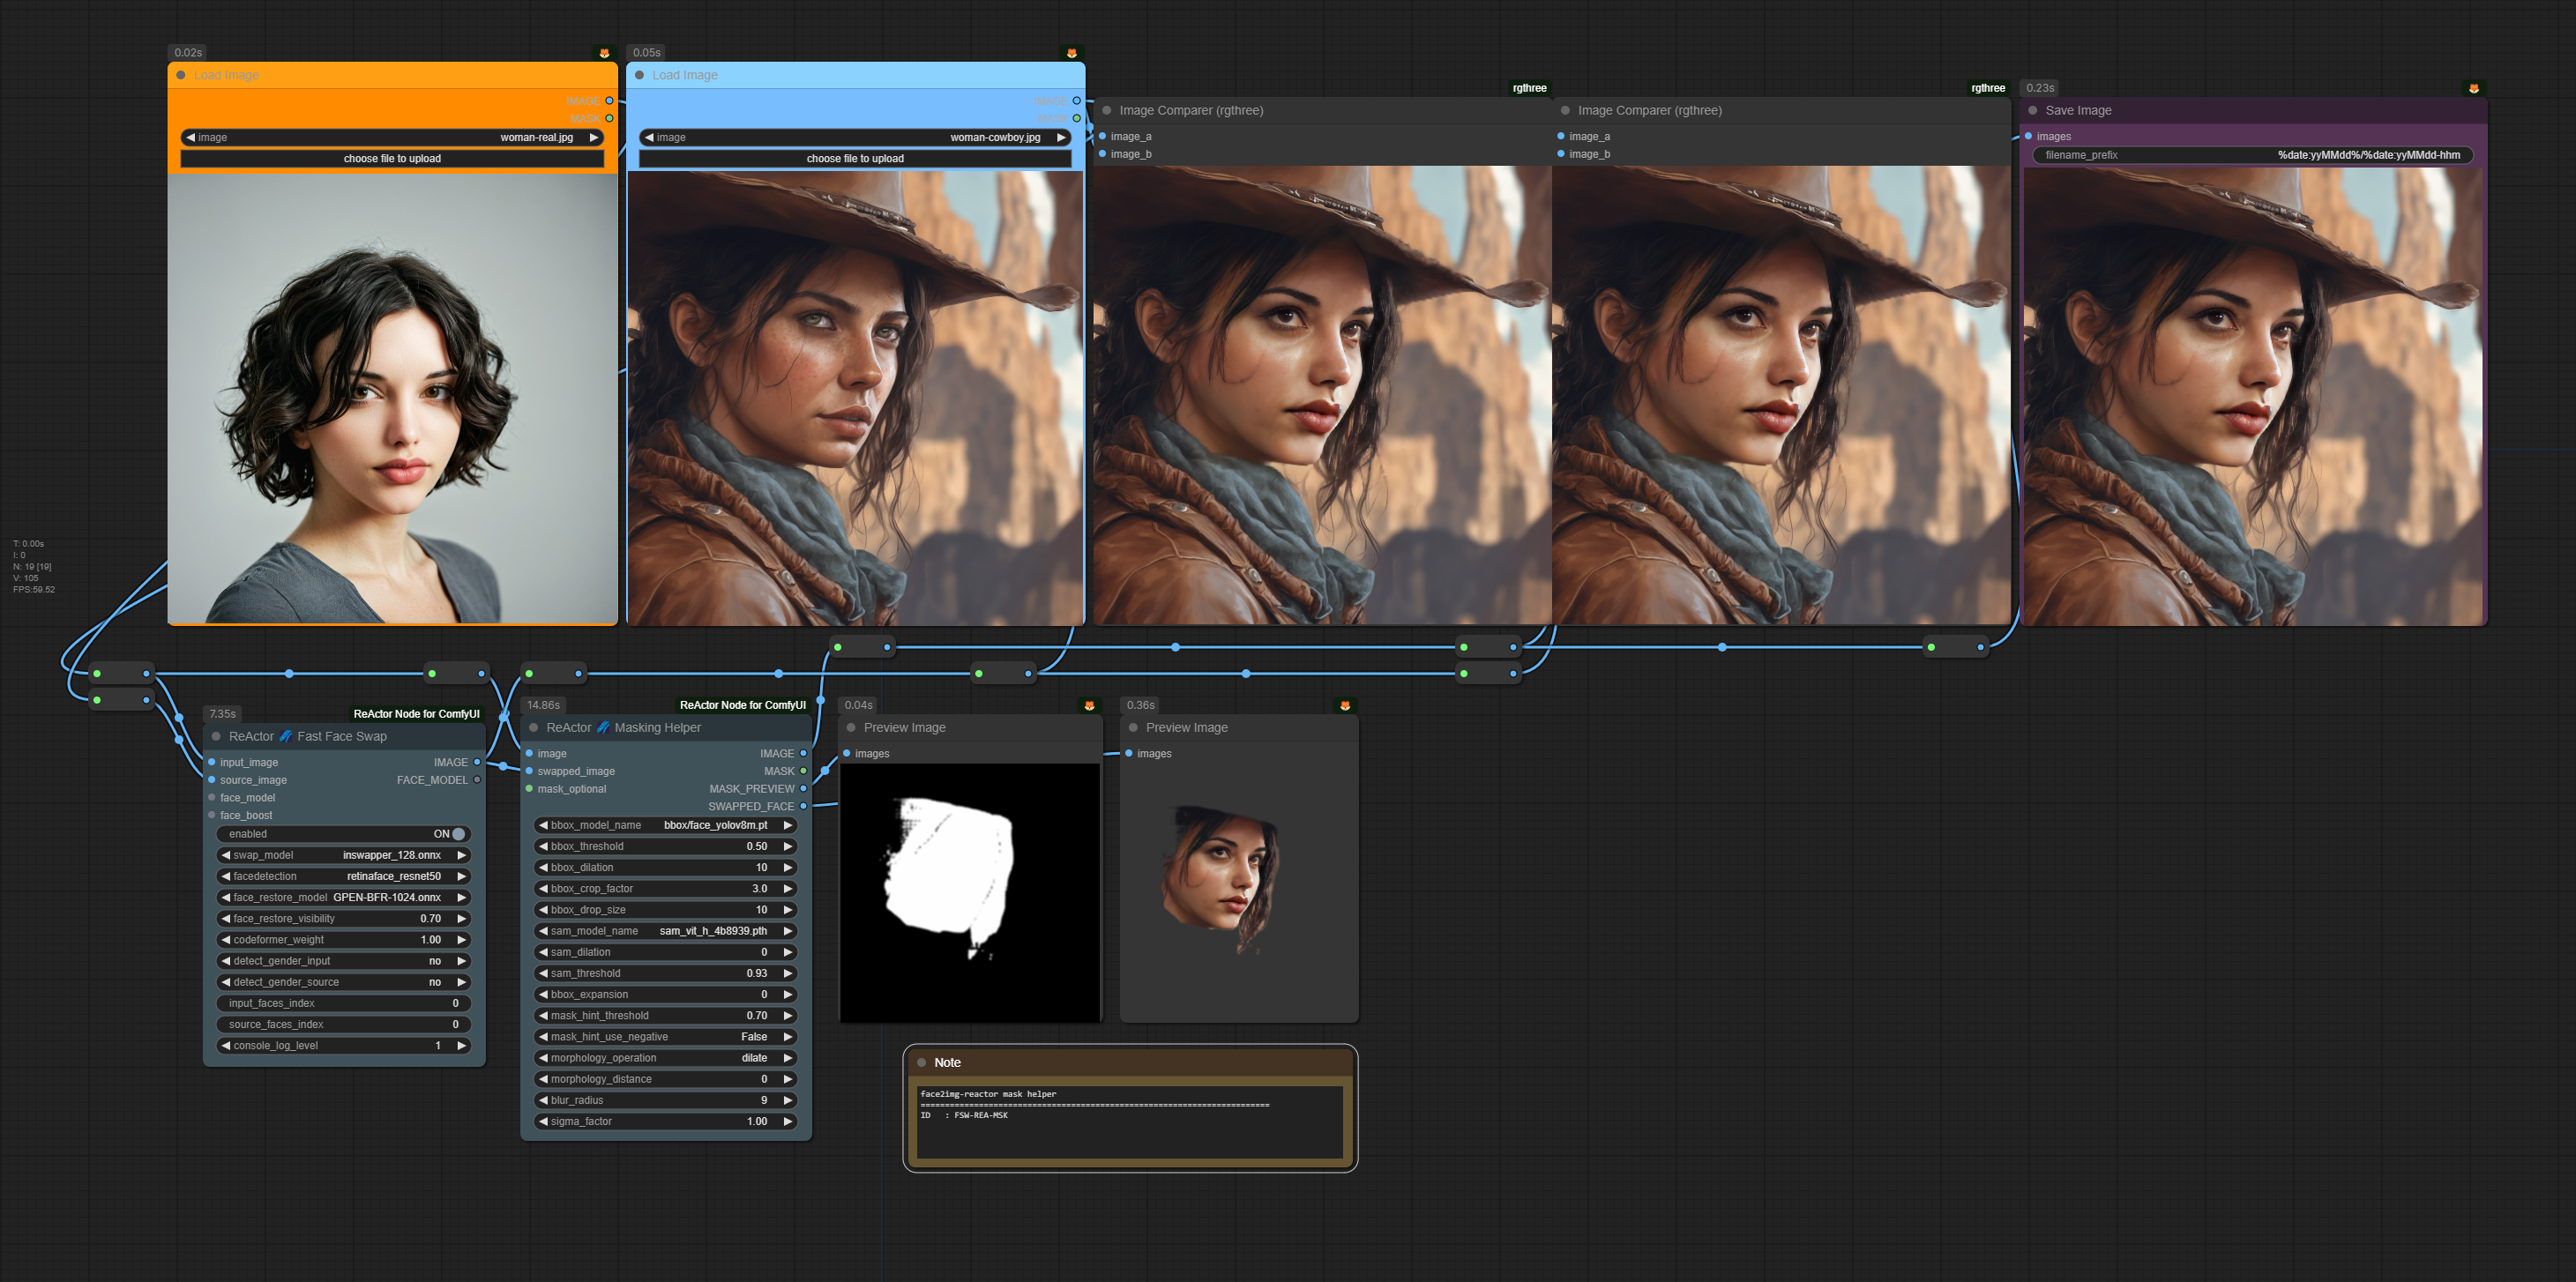 0.02s
Load Image
IMAGE
MASK
image woman-real.jpg
choose file to upload
0.05s
Load Image
IMAGE
image woman-cowboy.jpg
choose file to upload
rgthree
Image Comparer (rgthree)
image_a
image_b
rgthree
Image Comparer (rgthree)
image_a
image_b
0.23s
Save Image
images
filename_prefix %date:yyMMdd%/%date:yyMMdd-hhm
T: 0.00s
I: 0
N: 19 [19]
V: 105
FPS:59.52
7.35s
ReActor Node for ComfyUI
ReActor Fast Face Swap
input_image IMAGE
source_image FACE_MODEL
face_model
face_boost
enabled ON
swap_model inswapper_128.onnx
facedetection retinaface_resnet50
face_restore_model GPEN-BFR-1024.onnx
face_restore_visibility 0.70
codeformer_weight 1.00
detect_gender_input no
detect_gender_source no
input_faces_index 0
source_faces_index 0
console_log_level 1
14.86s
ReActor Node for ComfyUI
ReActor Masking Helper
image IMAGE
swapped_image MASK
mask_optional MASK_PREVIEW
SWAPPED_FACE
bbox_model_name bbox/face_yolov8m.pt
bbox_threshold 0.50
bbox_dilation 10
bbox_crop_factor 3.0
bbox_drop_size 10
sam_model_name sam_vit_h_4b8939.pth
sam_dilation 0
sam_threshold 0.93
bbox_expansion 0
mask_hint_threshold 0.70
mask_hint_use_negative False
morphology_operation dilate
morphology_distance 0
blur_radius 9
sigma_factor 1.00
0.04s
Preview Image
images
0.36s
Preview Image
images
Note
face2img-reactor mask helper
========================================================================
ID : FSW-REA-MSK